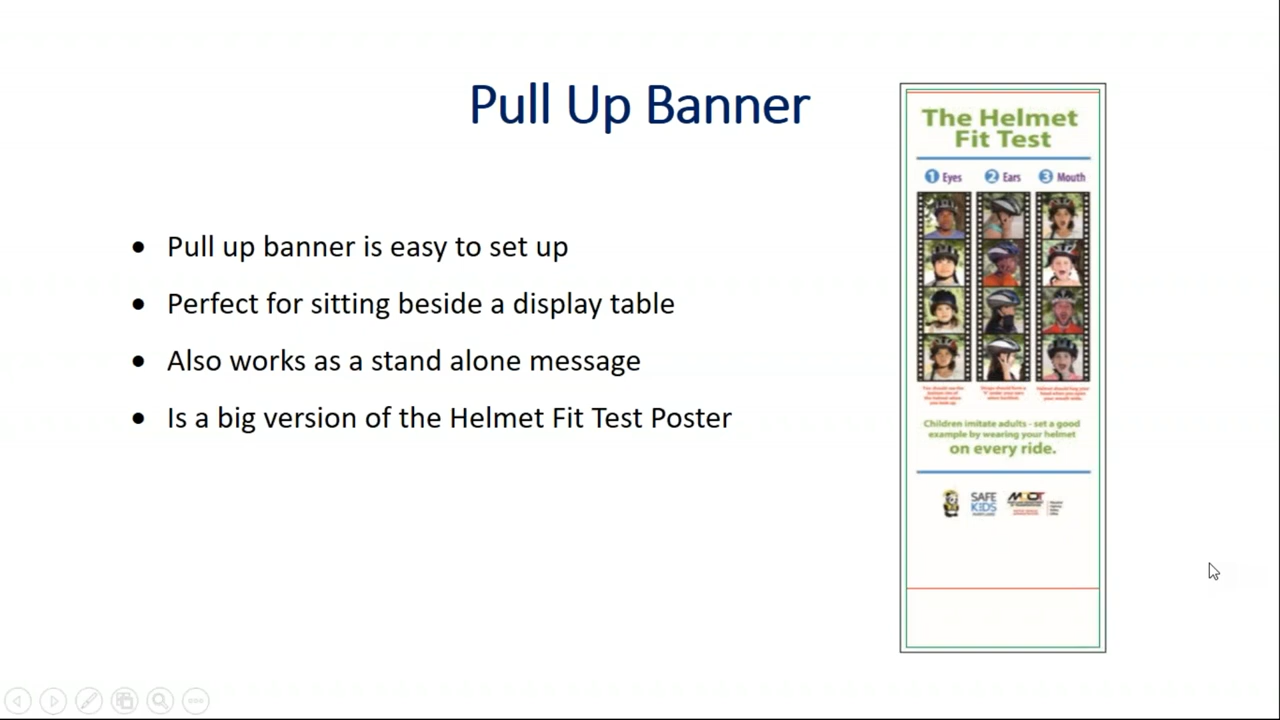 Pull Up Banner
• Pull up banner is easy to set up
• Perfect for sitting beside a display table
• Also works as a stand alone message
• Is a big version of the Helmet Fit Test Poster
The Helmet
Fit Test
1 Eyes
2 Ears
3 Mouth
Children imitate adults - set a good
example by wearing your helmet
on every ride.
SAFE
KIDS